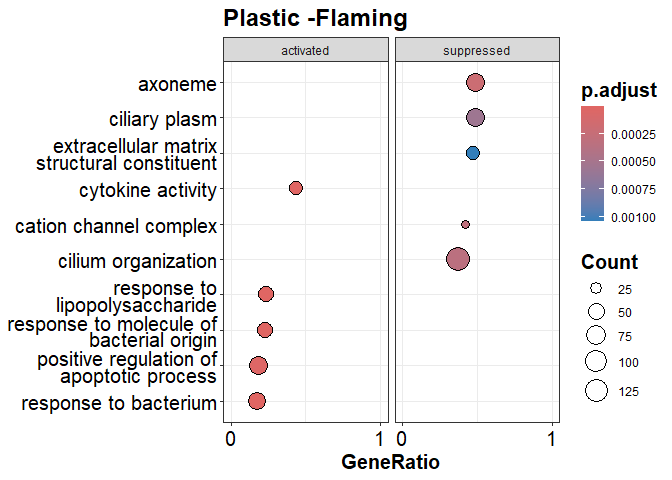 Plastic -Flaming
activated
suppressed
axoneme
ciliary plasm
extracellular matrix
structural constituent
cytokine activity
cation channel complex
cilium organization
response to
lipopolysaccharide
response to molecule of
bacterial origin
positive regulation of
apoptotic process
response to bacterium
0
1
0
1
GeneRatio
p.adjust
0.00025
0.00050
0.00075
0.00100
Count
25
50
75
100
125